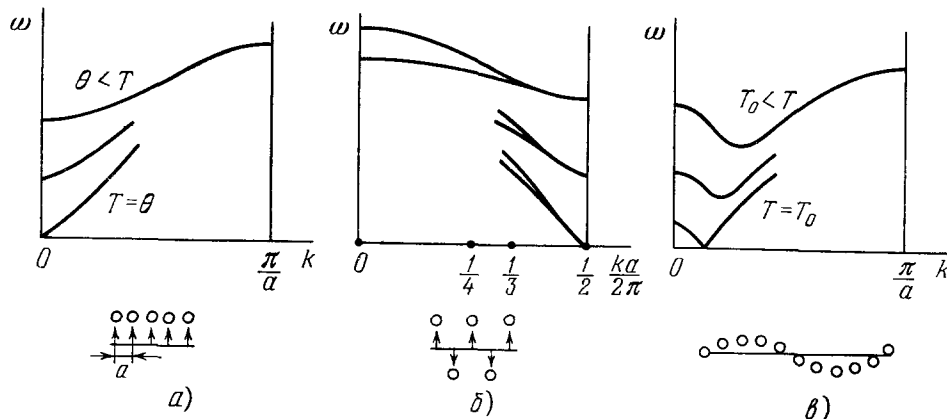 ω
θ < T
T = θ
0
π/a
k
a
а)
ω
0
1/4
1/3
1/2
ka/2π
б)
ω
T₀ < T
T = T₀
0
π/a
k
в)